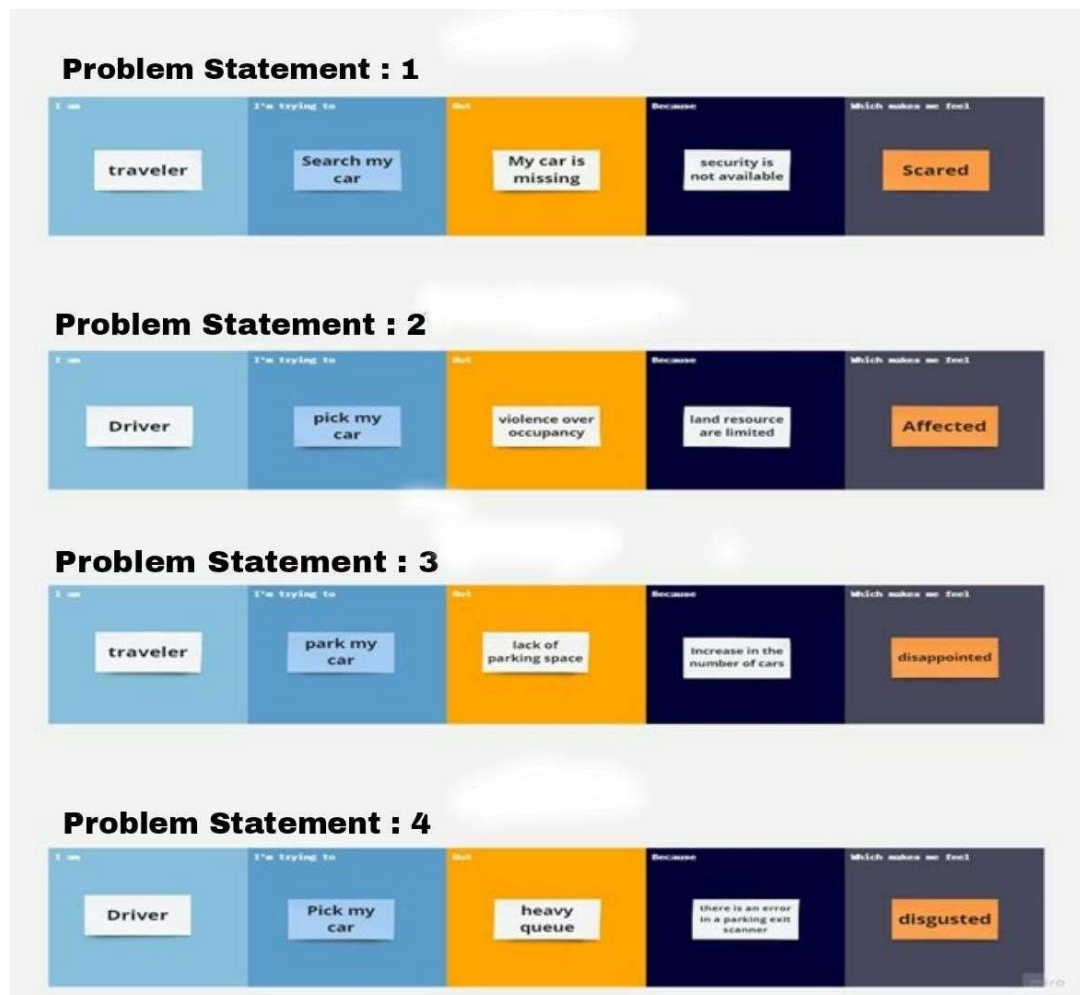 Problem Statement : 1
I am
I'm trying to
But
Because
Which makes me feel
traveler
Search my
car
My car is
missing
security is
not available
Scared
Problem Statement : 2
I am
I'm trying to
But
Because
Which makes me feel
Driver
pick my
car
violence over
occupancy
land resource
are limited
Affected
Problem Statement : 3
I am
I'm trying to
But
Because
Which makes me feel
traveler
park my
car
lack of
parking space
Increase in the
number of cars
disappointed
Problem Statement : 4
I am
I'm trying to
But
Because
Which makes me feel
Driver
Pick my
car
heavy
queue
there is an error
in a parking exit
scanner
disgusted
miro